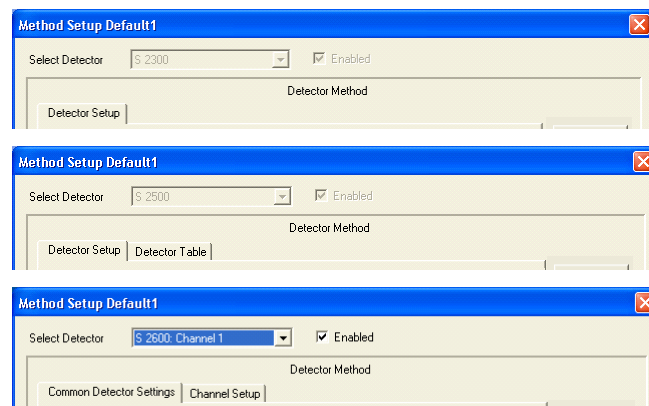 Method Setup Default1
Select Detector S 2300 Enabled
Detector Method
Detector Setup
Method Setup Default1
Select Detector S 2500 Enabled
Detector Method
Detector Setup Detector Table
Method Setup Default1
Select Detector S 2600: Channel 1 Enabled
Detector Method
Common Detector Settings Channel Setup